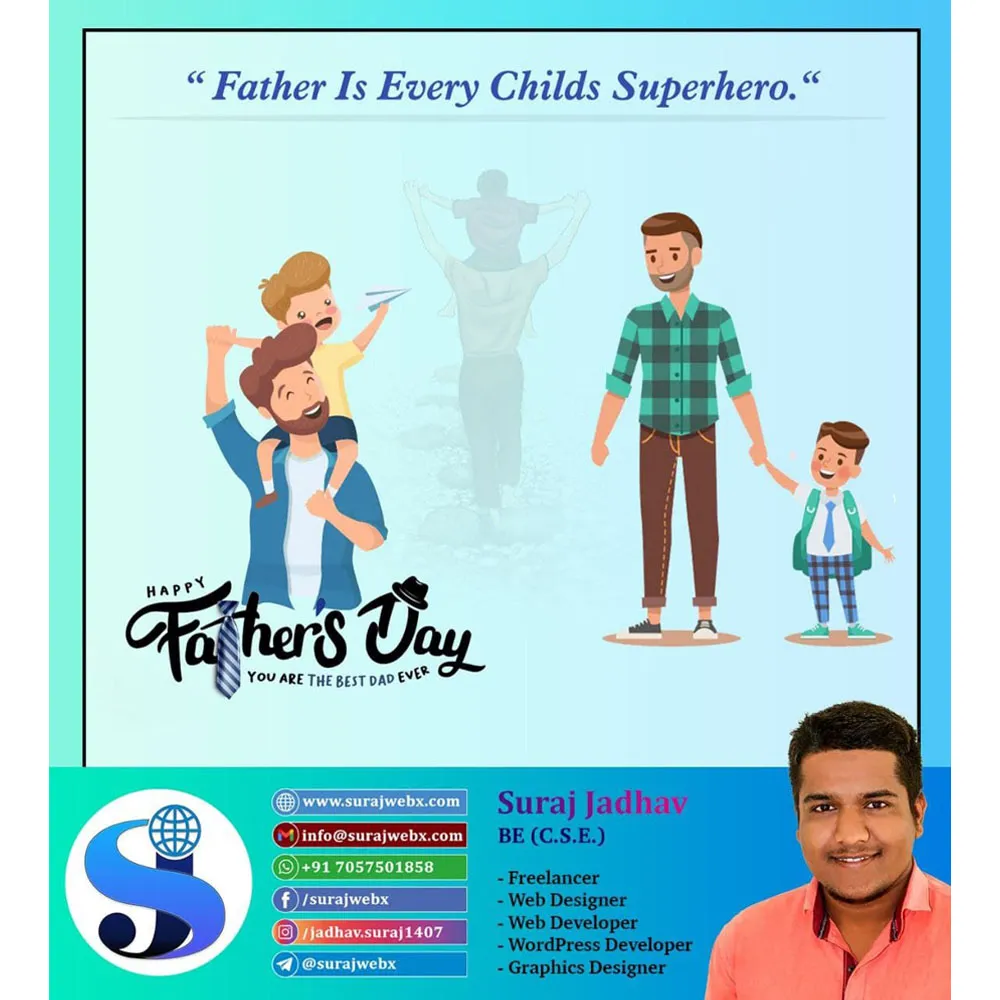 “ Father Is Every Childs Superhero.“
HAPPY
Father's Day
YOU ARE THE BEST DAD EVER
SJ
www.surajwebx.com
info@surajwebx.com
+91 7057501858
/surajwebx
/jadhav.suraj1407
@surajwebx
Suraj Jadhav
BE (C.S.E.)
- Freelancer
- Web Designer
- Web Developer
- WordPress Developer
- Graphics Designer